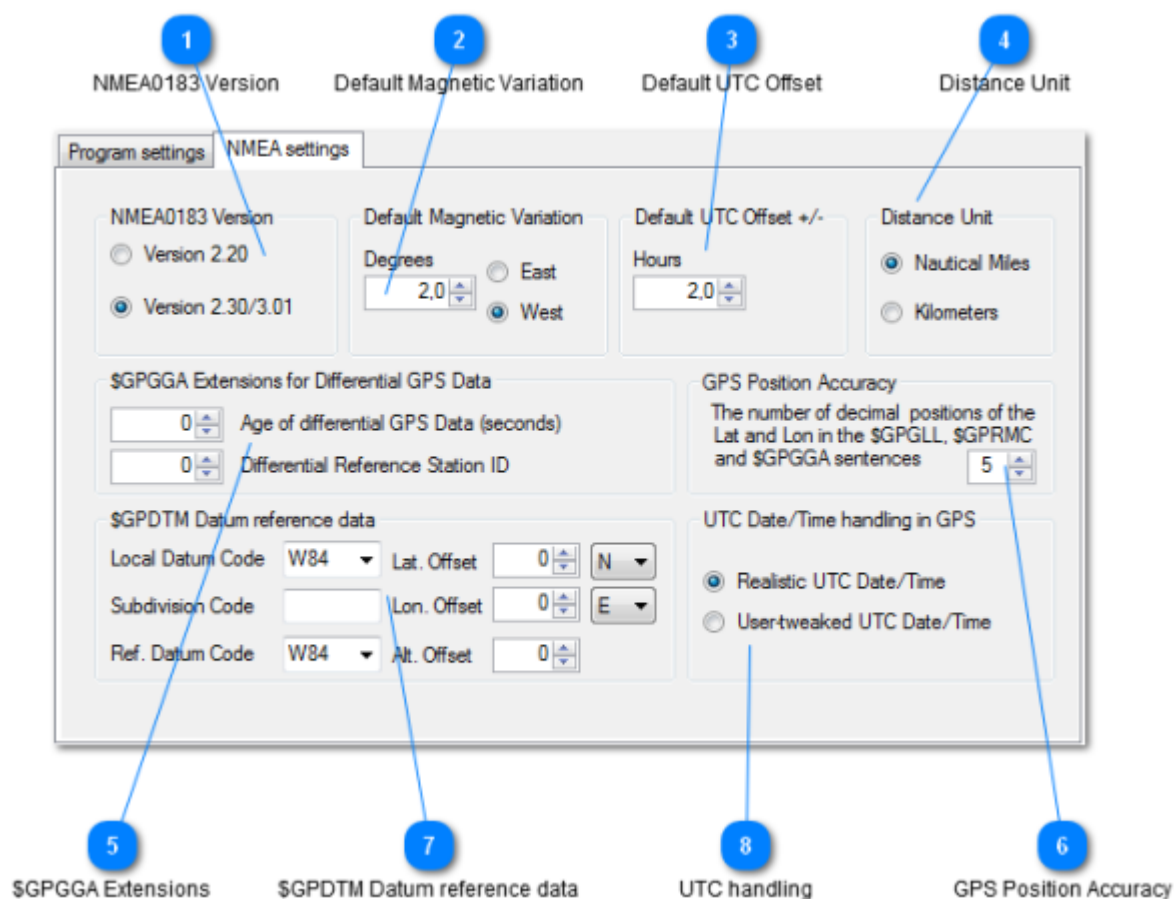 1
2
3
4
NMEA0183 Version
Default Magnetic Variation
Default UTC Offset
Distance Unit
Program settings
NMEA settings
NMEA0183 Version
Version 2.20
Version 2.30/3.01
Default Magnetic Variation
Degrees
2,0
East
West
Default UTC Offset +/-
Hours
2,0
Distance Unit
Nautical Miles
Kilometers
$GPGGA Extensions for Differential GPS Data
0 Age of differential GPS Data (seconds)
0 Differential Reference Station ID
GPS Position Accuracy
The number of decimal positions of the
Lat and Lon in the $GPGLL, $GPRMC
and $GPGGA sentences
5
$GPDTM Datum reference data
Local Datum Code W84 Lat. Offset 0 N
Subdivision Code Lon. Offset 0 E
Ref. Datum Code W84 Alt. Offset 0
UTC Date/Time handling in GPS
Realistic UTC Date/Time
User-tweaked UTC Date/Time
5
7
8
6
$GPGGA Extensions
$GPDTM Datum reference data
UTC handling
GPS Position Accuracy